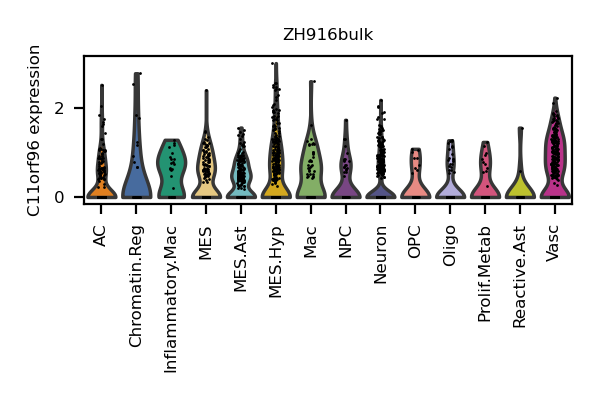 ZH916bulk
C11orf96 expression
2
0
AC
Chromatin.Reg
Inflammatory.Mac
MES
MES.Ast
MES.Hyp
Mac
NPC
Neuron
OPC
Oligo
Prolif.Metab
Reactive.Ast
Vasc